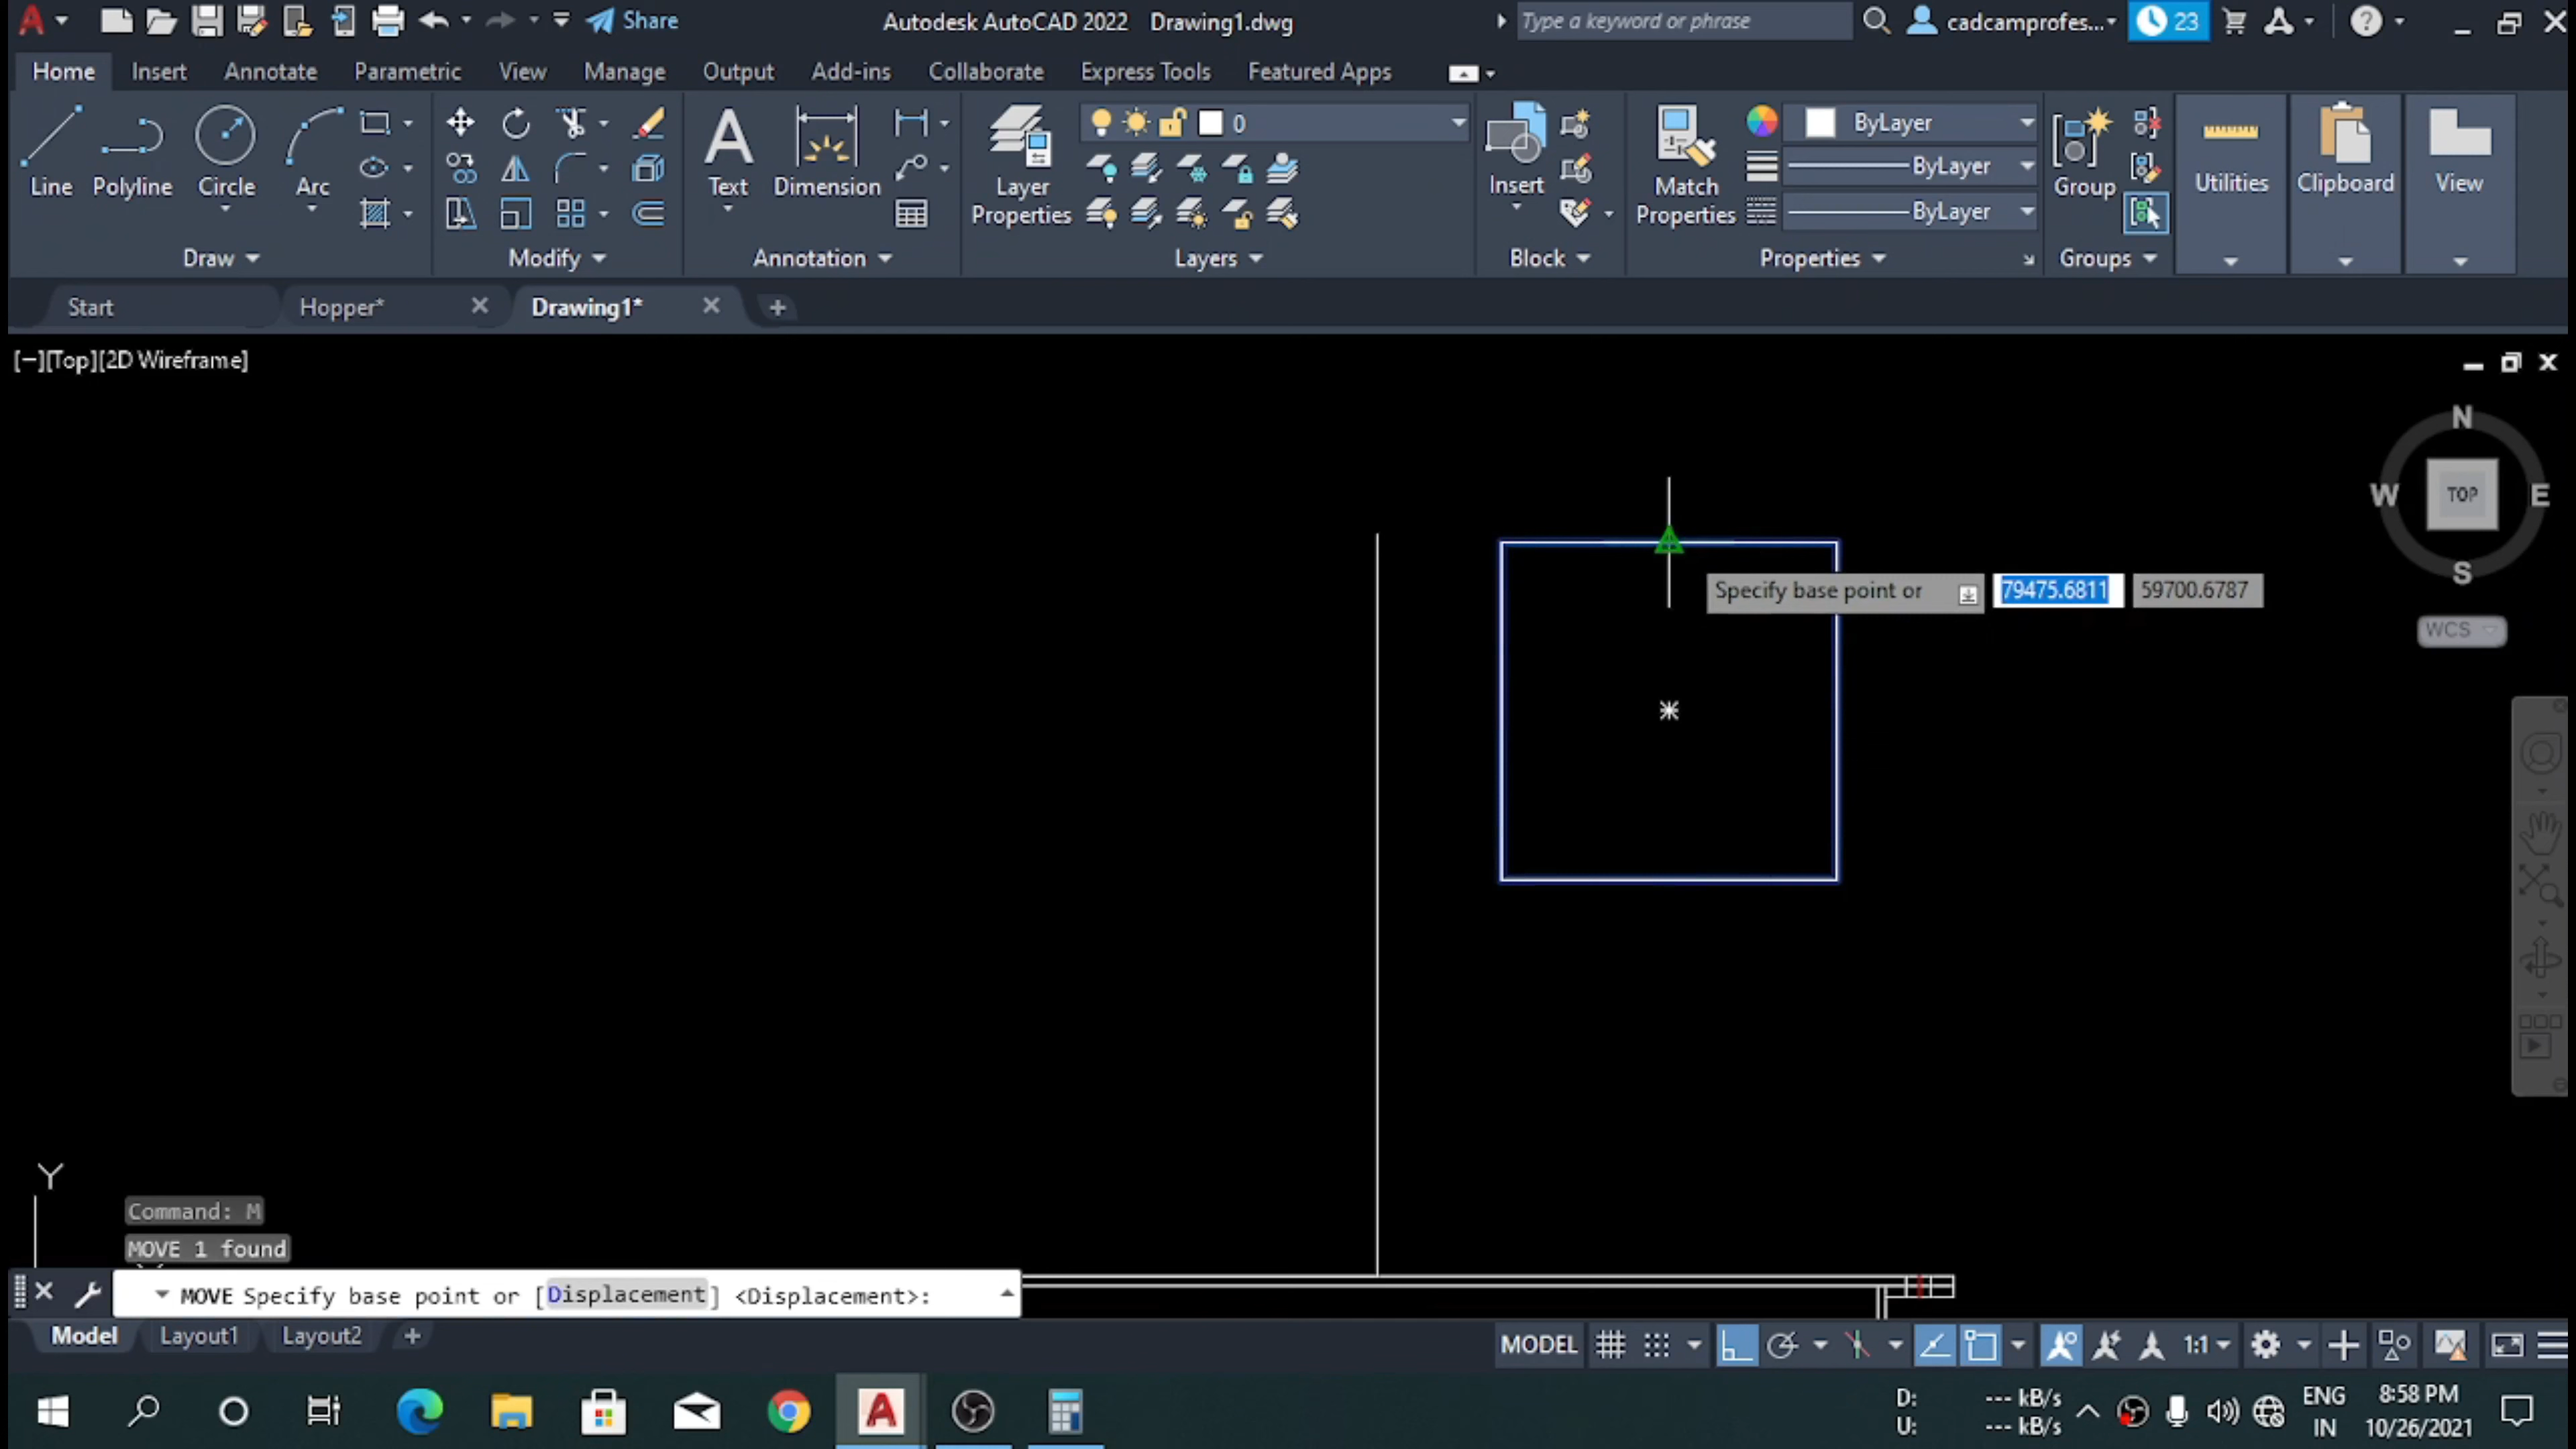 Share
Autodesk AutoCAD 2022 Drawing1.dwg
Type a keyword or phrase
cadcamprofes...
23
Home Insert Annotate Parametric View Manage Output Add-ins Collaborate Express Tools Featured Apps
0
ByLayer
Line Polyline Circle Arc
Text Dimension
Layer Properties
Insert
Match Properties
ByLayer
ByLayer
Group
Utilities
Clipboard
View
Draw Modify Annotation Layers Block Properties Groups
Start Hopper* Drawing1*
[−][Top][2D Wireframe]
N
W TOP E
S
WCS
Specify base point or 79475.6811 59700.6787
Y
Command: M
MOVE 1 found
MOVE Specify base point or [Displacement] <Displacement>:
Model Layout1 Layout2
MODEL
1:1
D: --- kB/s
U: --- kB/s
ENG
IN
8:58 PM
10/26/2021